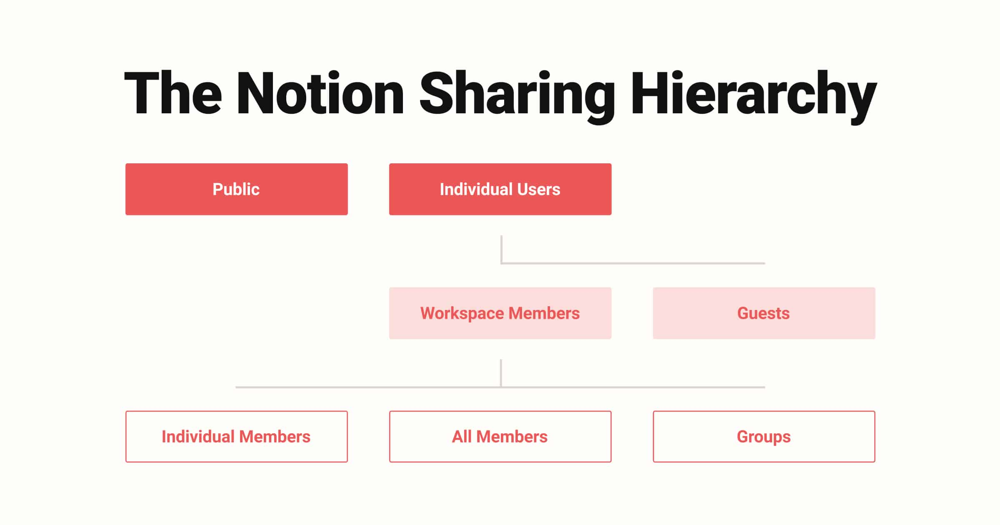 The Notion Sharing Hierarchy
Public
Individual Users
Workspace Members
Guests
Individual Members
All Members
Groups